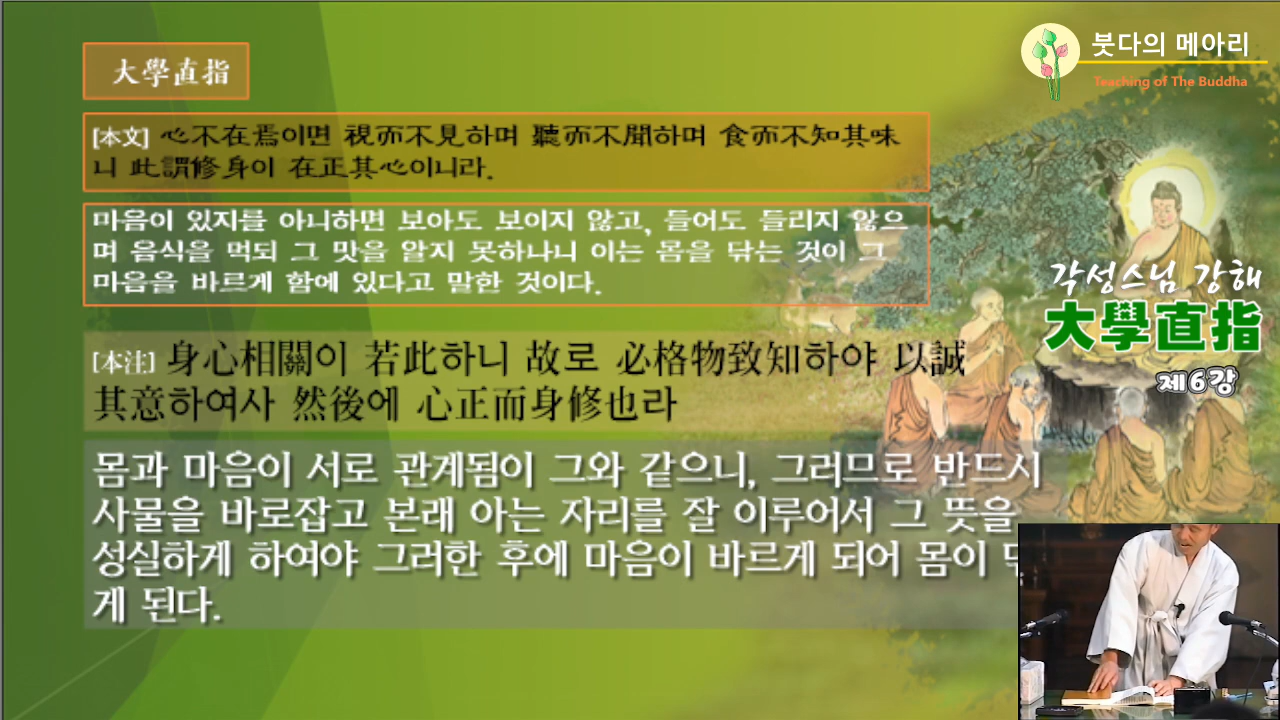 大學直指
[本文] 心不在焉이면 視而不見하며 聽而不聞하며 食而不知其味
니 此謂修身이 在正其心이니라.
마음이 있지를 아니하면 보아도 보이지 않고, 들어도 들리지 않으
며 음식을 먹되 그 맛을 알지 못하나니 이는 몸을 닦는 것이 그
마음을 바르게 함에 있다고 말한 것이다.
[本注] 身心相關이 若此하니 故로 必格物致知하야 以誠
其意하여사 然後에 心正而身修也라
몸과 마음이 서로 관계됨이 그와 같으니, 그러므로 반드시
사물을 바로잡고 본래 아는 자리를 잘 이루어서 그 뜻을
성실하게 하여야 그러한 후에 마음이 바르게 되어 몸이
게 된다.
붓다의 메아리
Teaching of The Buddha
각성스님 강해
大學直指
제6강